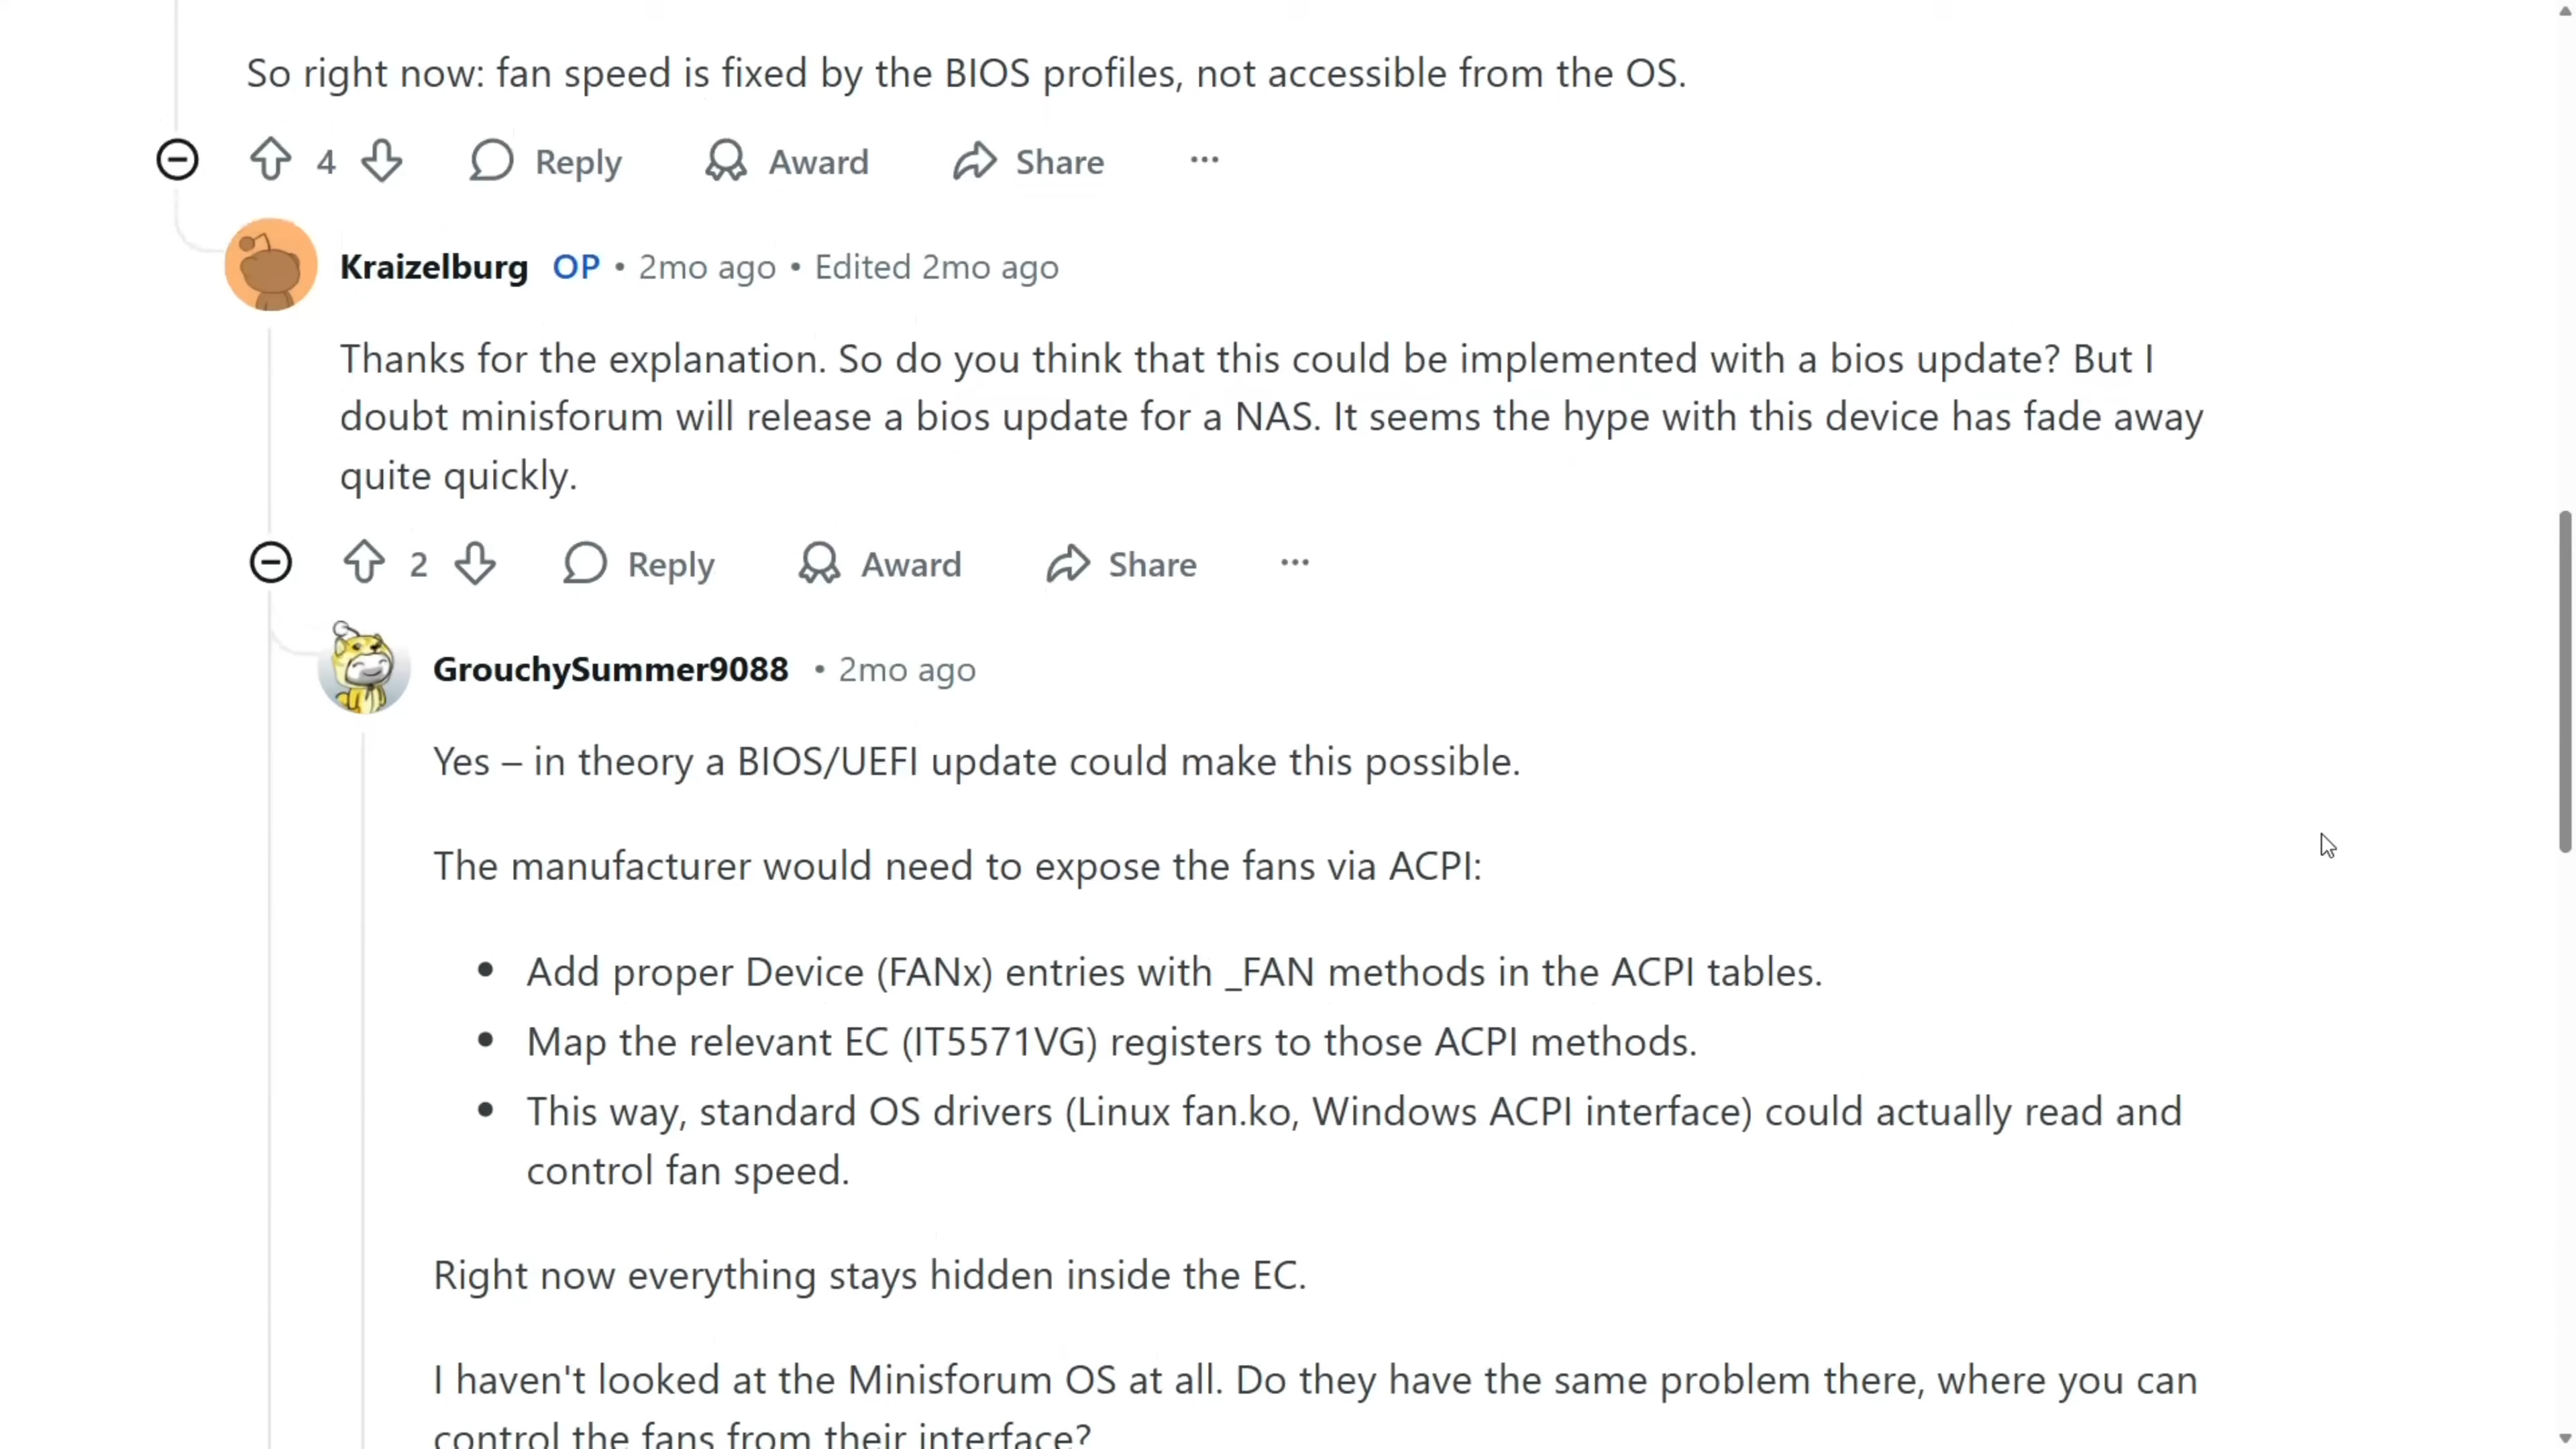 So right now: fan speed is fixed by the BIOS profiles, not accessible from the OS.
4 Reply Award Share ···
Kraizelburg OP • 2mo ago • Edited 2mo ago
Thanks for the explanation. So do you think that this could be implemented with a bios update? But I
doubt minisforum will release a bios update for a NAS. It seems the hype with this device has fade away
quite quickly.
2 Reply Award Share ···
GrouchySummer9088 • 2mo ago
Yes – in theory a BIOS/UEFI update could make this possible.
The manufacturer would need to expose the fans via ACPI:
• Add proper Device (FANx) entries with _FAN methods in the ACPI tables.
• Map the relevant EC (IT5571VG) registers to those ACPI methods.
• This way, standard OS drivers (Linux fan.ko, Windows ACPI interface) could actually read and
control fan speed.
Right now everything stays hidden inside the EC.
I haven't looked at the Minisforum OS at all. Do they have the same problem there, where you can
control the fans from their interface?